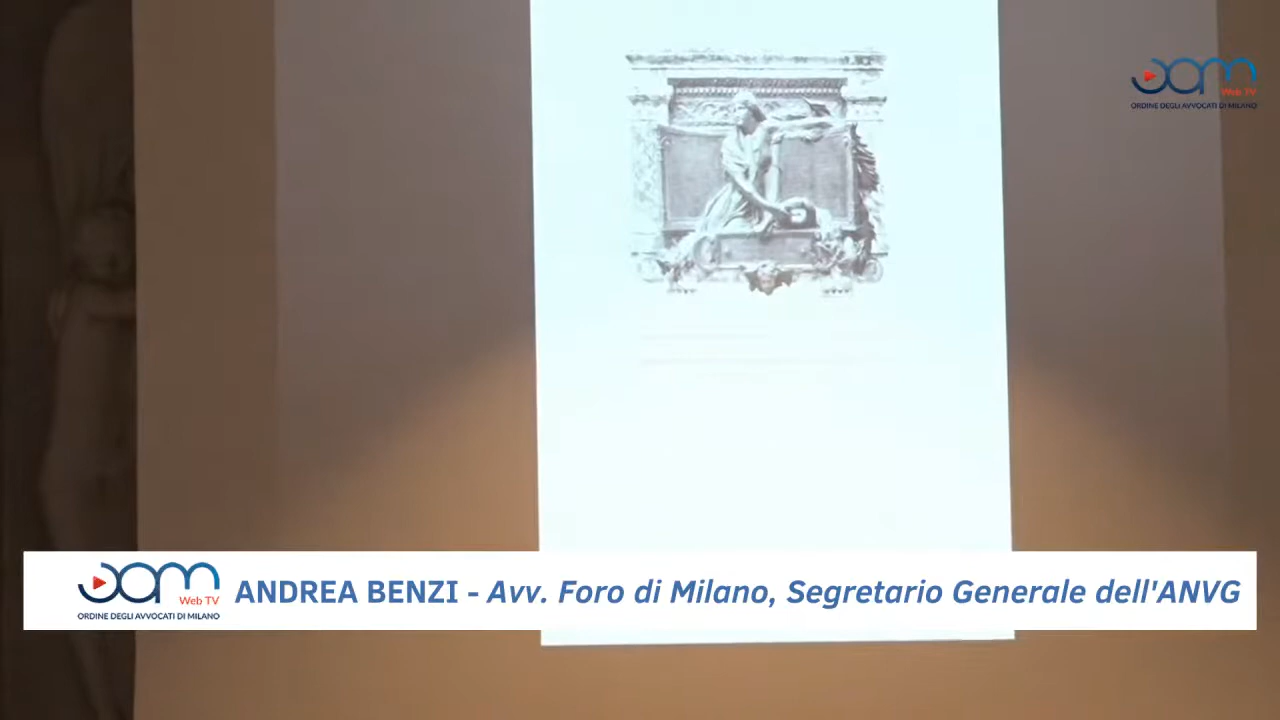 Web TV
ORDINE DEGLI AVVOCATI DI MILANO
Web TV
ORDINE DEGLI AVVOCATI DI MILANO
ANDREA BENZI - Avv. Foro di Milano, Segretario Generale dell'ANVG